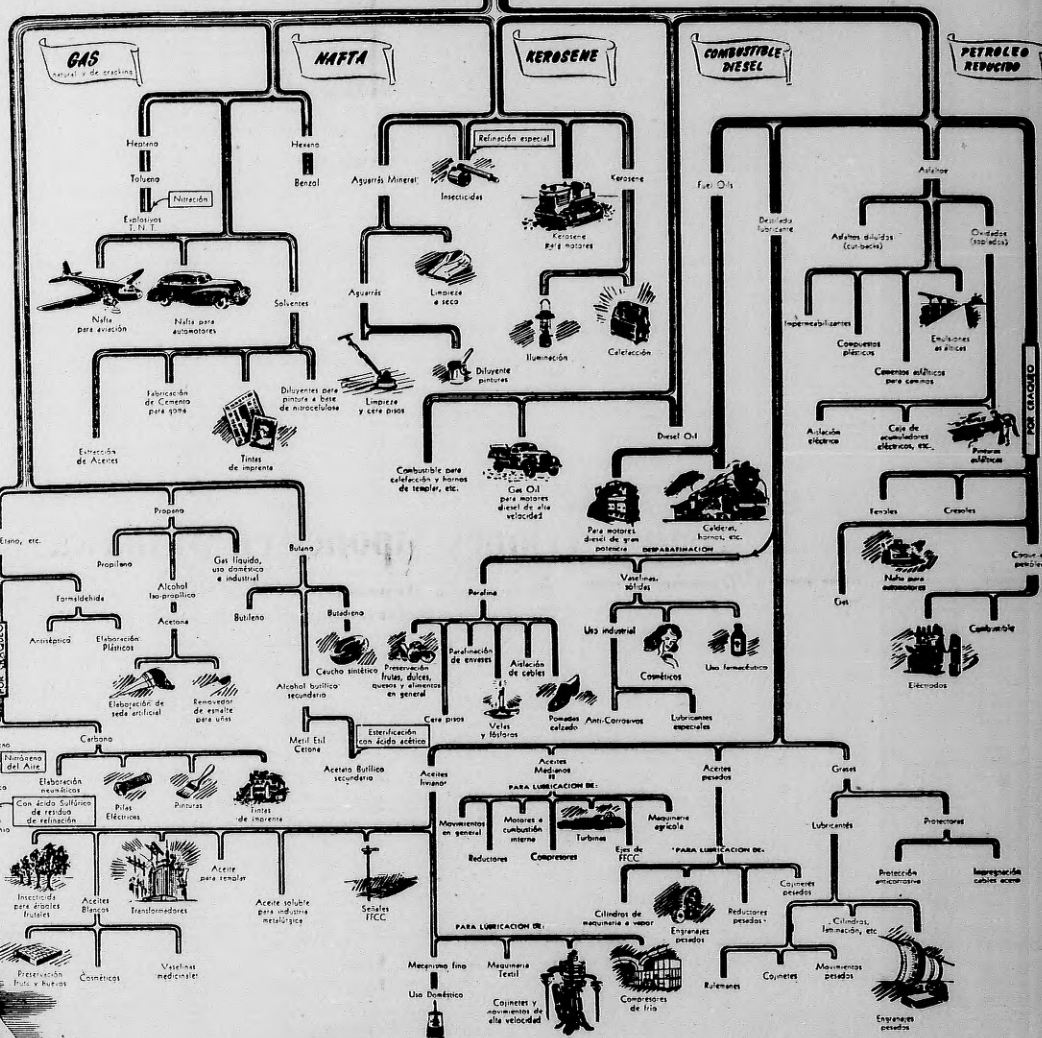 GAS
natural y de cracking
NAFTA
KEROSENE
COMBUSTIBLE
DIESEL
PETROLEO
REDUCIDO
Heptano
Tolueno
Nitración
Explosivos
T. N. T.
Hexano
Benzol
Nafta
para aviación
Nafta para
automotores
Solventes
Extracción
de Aceites
Fabricación
de Cemento
para goma
Tintas
de imprenta
Diluyentes para
pintura a base
de nitrocelulosa
Aguarrás Mineral
Refinación especial
Insecticidas
Kerosene
para motores
Kerosene
Aguarrás
Limpieza
a seco
Limpieza
y cera pisos
Diluyente
pinturas
Iluminación
Calefacción
Combustible para
calefacción y hornos
de templar, etc.
Gas Oil
para motores
diesel de alta
velocidad
Diesel Oil
Fuel Oils
Para motores
diesel de gran
potencia
Calderas,
hornos, etc.
Destilado
lubricante
Asfaltos
Asfaltos diluidos
(cut-backs)
Oxidados
(soplados)
Impermeabilizantes
Compuestos
plásticos
Cementos asfálticos
para caminos
Emulsiones
asfálticas
Aislación
eléctrica
Caja de
acumuladores
eléctricos, etc.
Pinturas
asfálticas
POR CRAQUEO
Fenoles
Cresoles
Gas
Nafta para
automotores
Coque de
petróleo
Eléctrodos
Combustible
Etano, etc.
Propano
Propileno
Alcohol
Iso-propílico
Gas líquido,
uso doméstico
e industrial
Butano
Formaldehida
Antiséptico
Elaboración
Plásticos
Acetona
Elaboración de
seda artificial
Removedor
de esmalte
para uñas
Butileno
Butadieno
Caucho sintético
Alcohol butílico
secundario
Metil Etil
Cetona
Esterificación
con ácido acético
Acetato Butílico
secundario
POR CRAQUEO
Carbono
Nitrógeno
del Aire
Elaboración
neumáticos
Pilas
Eléctricas
Pinturas
Tintas
de imprenta
Con ácido Sulfúrico
de residuo
de refinación
DESPARAFINACION
Parafina
Preservación
frutas, dulces,
quesos y alimentos
en general
Cera pisos
Parafinación
de envases
Velas
y fósforos
Aislación
de cables
Pomadas
calzado
Vaselinas
sólidas
Uso industrial
Cosméticos
Uso farmacéutico
Anti-Corrosivos
Lubricantes
especiales
Aceites
livianos
Aceites
Medianos
Aceites
pesados
Grasas
PARA LUBRICACION DE:
Movimientos
en general
Reductores
Motores a
combustión
interna
Compresores
Turbinas
Ejes de
FFCC
Maquinaria
agrícola
PARA LUBRICACION DE:
Cilindros de
maquinaria a vapor
Engranajes
pesados
Reductores
pesados
Cojinetes
pesados
Lubricantes
Protectoras
Protección
anticorrosiva
Impregnación
cables acero
Rulemanes
Cojinetes
Movimientos
pesados
Cilindros,
laminación, etc
Engranajes
pesados
Insecticida
para árboles
frutales
Aceites
Blancos
Transformadores
Aceite
para templar
Aceite soluble
para industria
metalúrgica
Señales
FFCC
Preservación
fruta y huevos
Cosméticos
Vaselinas
medicinales
PARA LUBRICACION DE:
Mecanismo fino
Uso Doméstico
Maquinaria
Textil
Cojinetes y
movimientos de
alta velocidad
Compresores
de frío